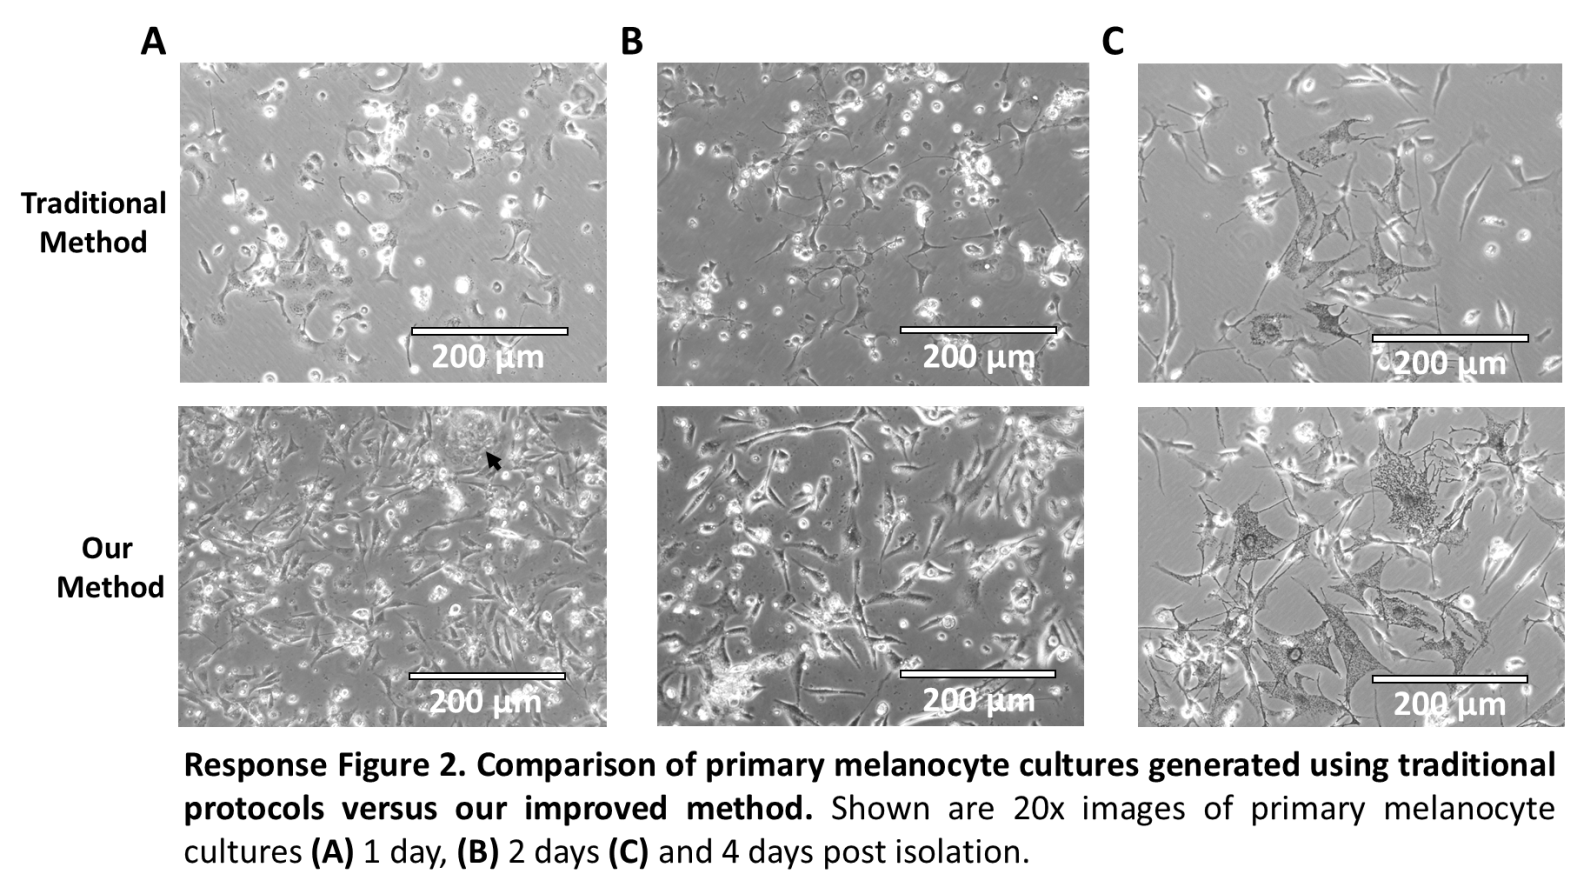 A
B
C
Traditional
Method
200 µm
200 µm
200 µm
Our
Method
200 µm
200 µm
200 µm
Response Figure 2. Comparison of primary melanocyte cultures generated using traditional
protocols versus our improved method. Shown are 20x images of primary melanocyte
cultures (A) 1 day, (B) 2 days (C) and 4 days post isolation.